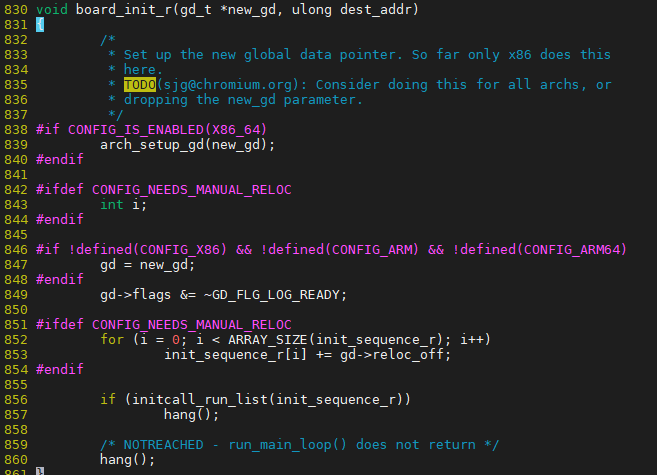 830 void board_init_r(gd_t *new_gd, ulong dest_addr)
831 {
832         /*
833          * Set up the new global data pointer. So far only x86 does this
834          * here.
835          * TODO(sjg@chromium.org): Consider doing this for all archs, or
836          * dropping the new_gd parameter.
837          */
838 #if CONFIG_IS_ENABLED(X86_64)
839         arch_setup_gd(new_gd);
840 #endif
841
842 #ifdef CONFIG_NEEDS_MANUAL_RELOC
843         int i;
844 #endif
845
846 #if !defined(CONFIG_X86) && !defined(CONFIG_ARM) && !defined(CONFIG_ARM64)
847         gd = new_gd;
848 #endif
849         gd->flags &= ~GD_FLG_LOG_READY;
850
851 #ifdef CONFIG_NEEDS_MANUAL_RELOC
852         for (i = 0; i < ARRAY_SIZE(init_sequence_r); i++)
853                 init_sequence_r[i] += gd->reloc_off;
854 #endif
855
856         if (initcall_run_list(init_sequence_r))
857                 hang();
858
859         /* NOTREACHED - run_main_loop() does not return */
860         hang();
861 }